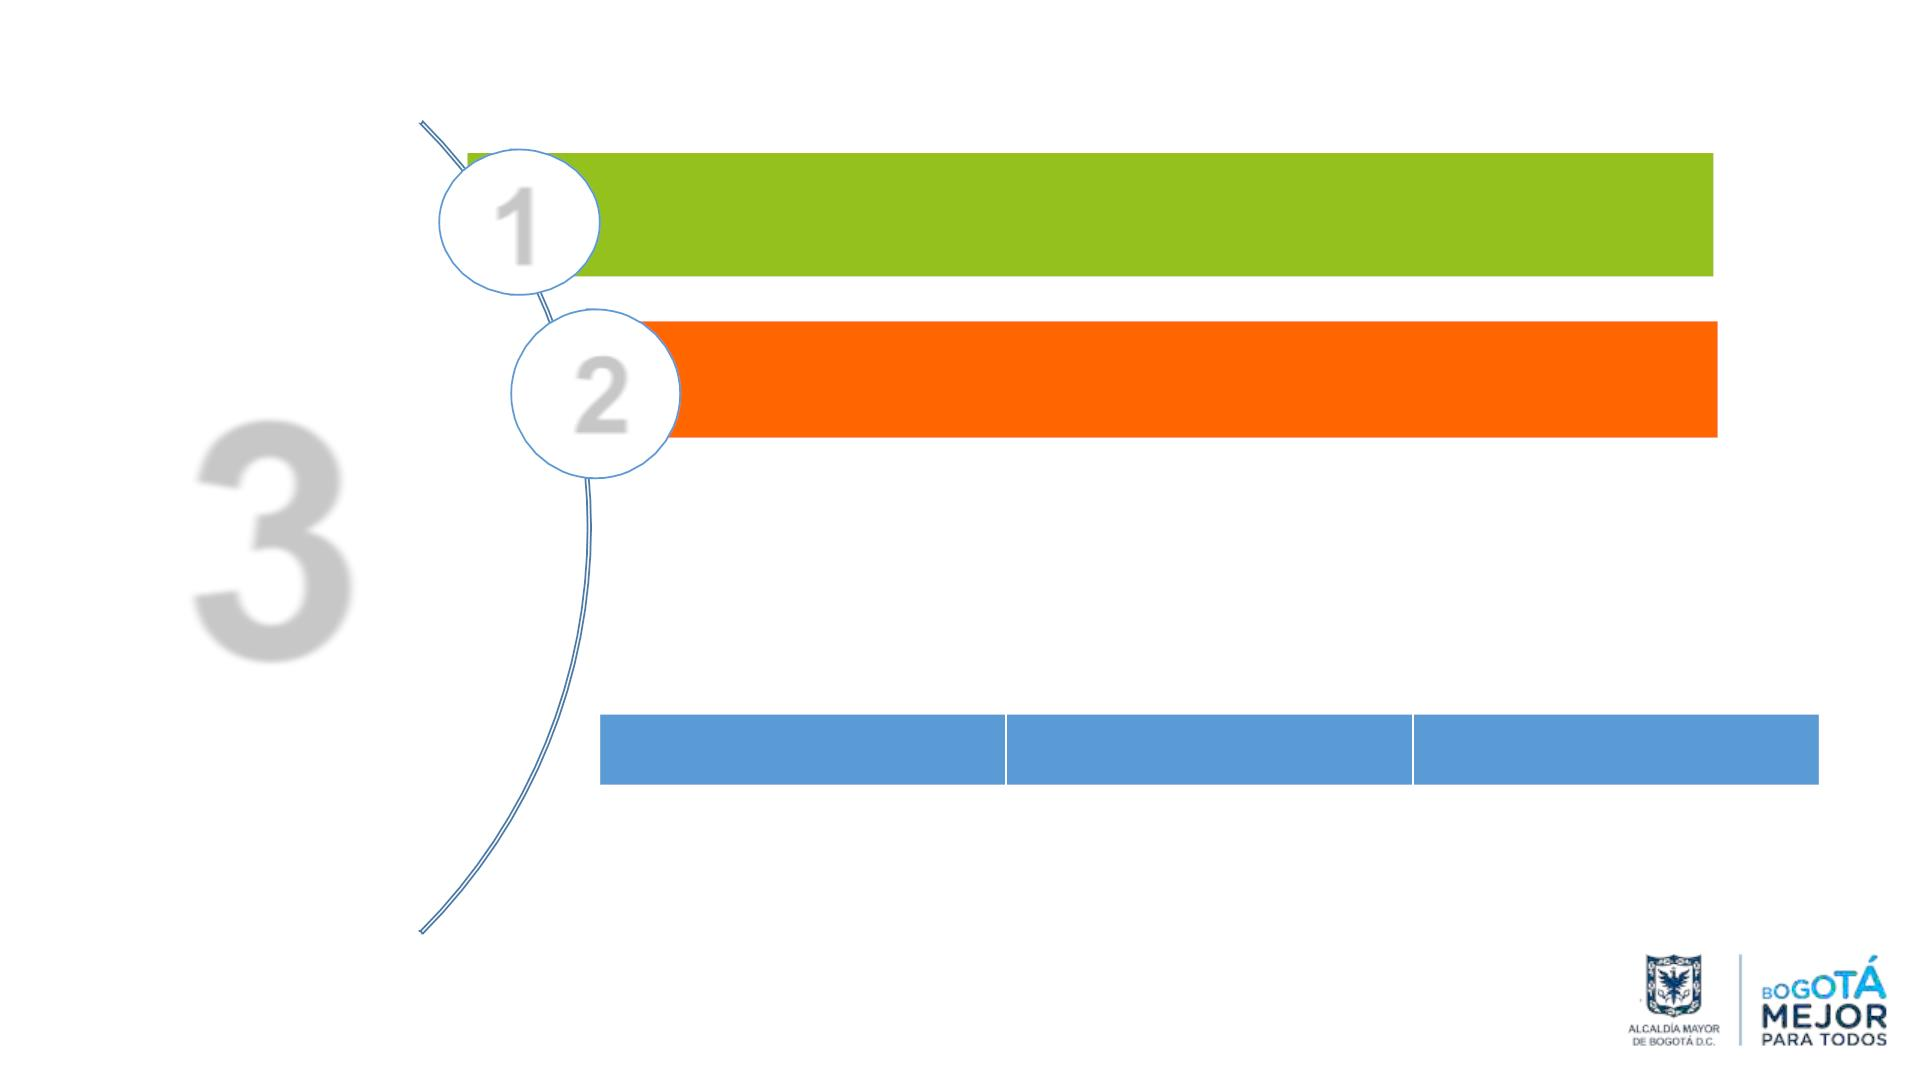 1
2
3
ALCALDÍA MAYOR
DE BOGOTÁ D.C.
BOGOTÁ
MEJOR
PARA TODOS